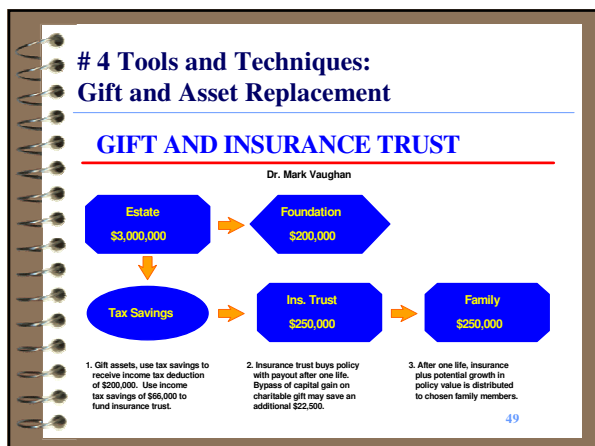 # 4 Tools and Techniques:
Gift and Asset Replacement
GIFT AND INSURANCE TRUST
Dr. Mark Vaughan
Estate
$3,000,000
Foundation
$200,000
Tax Savings
Ins. Trust
$250,000
Family
$250,000
1. Gift assets, use tax savings to
receive income tax deduction
of $200,000. Use income
tax savings of $66,000 to
fund insurance trust.
2. Insurance trust buys policy
with payout after one life.
Bypass of capital gain on
charitable gift may save an
additional $22,500.
3. After one life, insurance
plus potential growth in
policy value is distributed
to chosen family members.
49